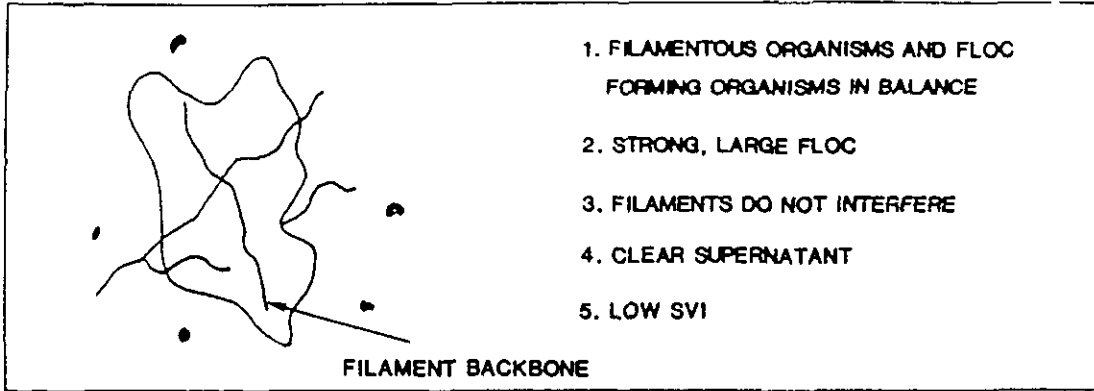 1. FILAMENTOUS ORGANISMS AND FLOC
FORMING ORGANISMS IN BALANCE
2. STRONG, LARGE FLOC
3. FILAMENTS DO NOT INTERFERE
4. CLEAR SUPERNATANT
5. LOW SVI
FILAMENT BACKBONE